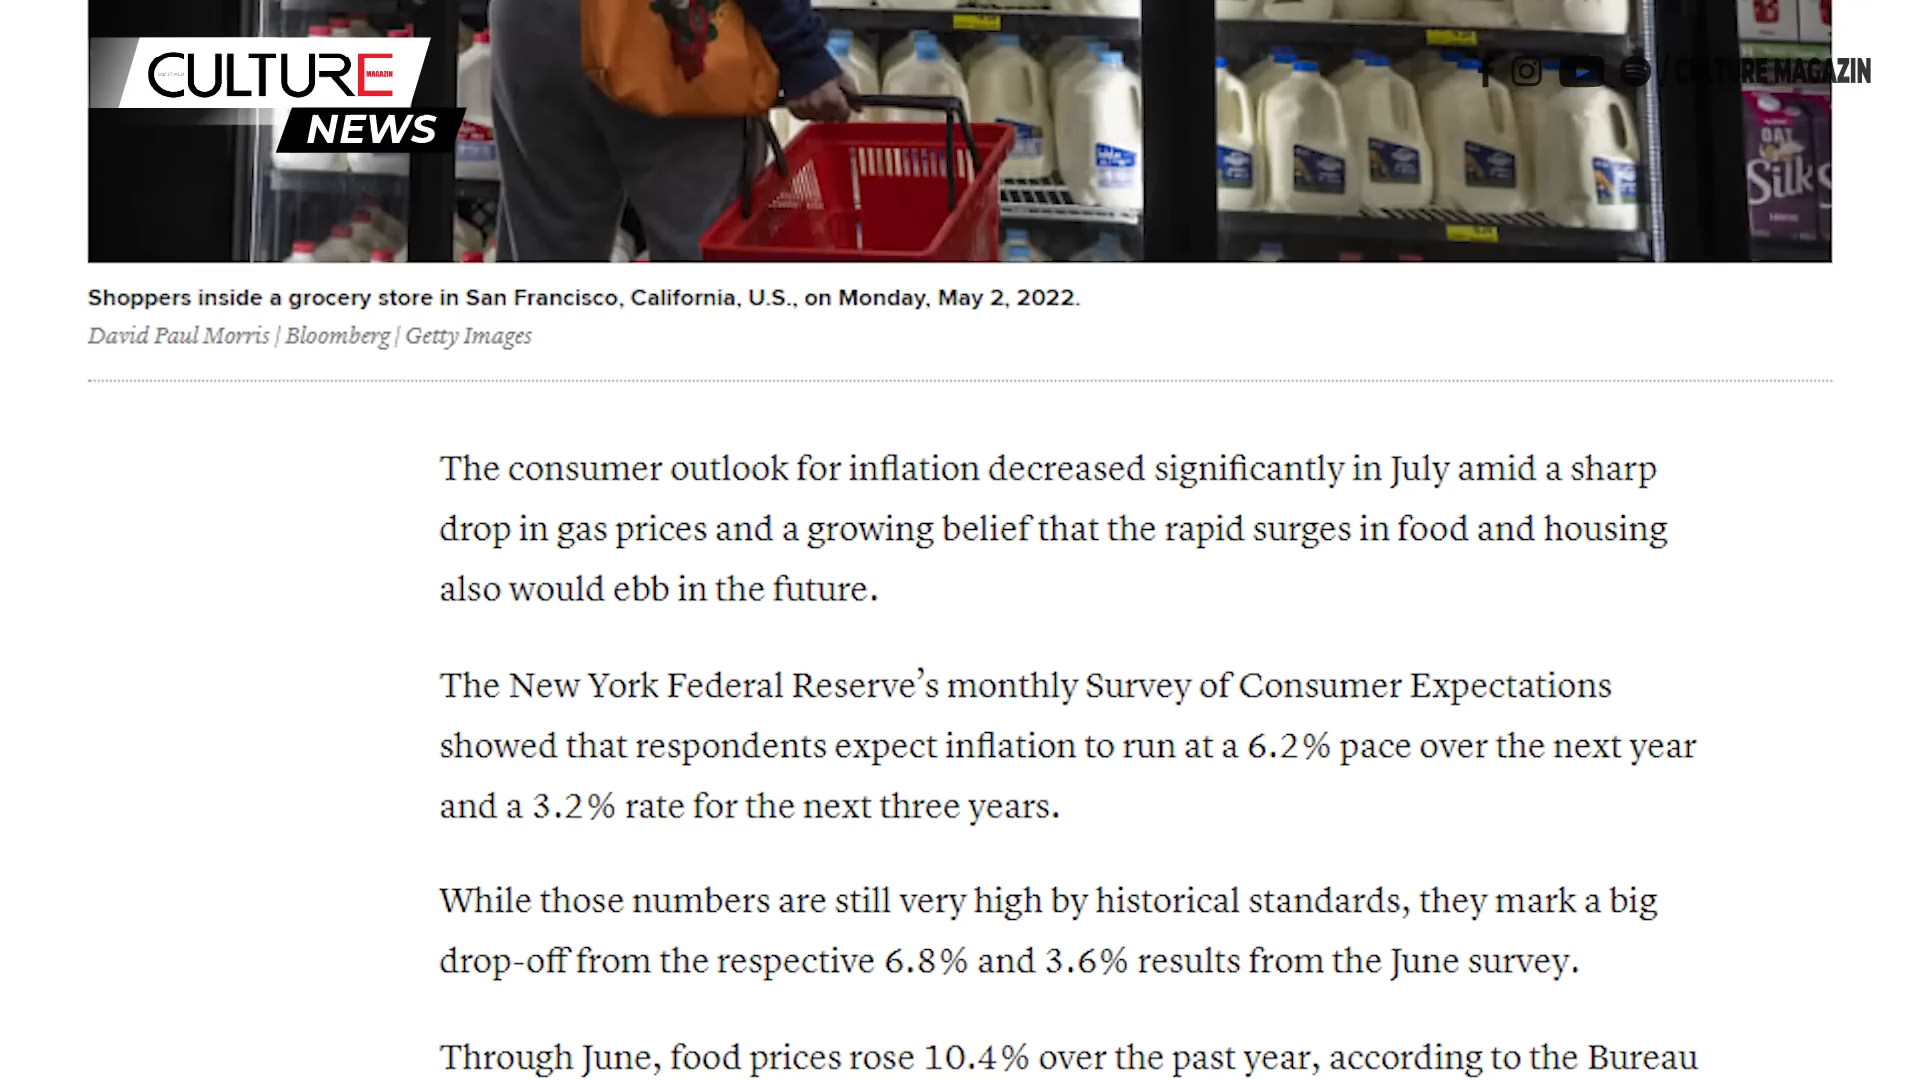 CULTURE
MAGAZIN
NEWS
/ CULTURE MAGAZIN
OAT
Silk
Shoppers inside a grocery store in San Francisco, California, U.S., on Monday, May 2, 2022.
David Paul Morris | Bloomberg | Getty Images
The consumer outlook for inflation decreased significantly in July amid a sharp
drop in gas prices and a growing belief that the rapid surges in food and housing
also would ebb in the future.
The New York Federal Reserve’s monthly Survey of Consumer Expectations
showed that respondents expect inflation to run at a 6.2% pace over the next year
and a 3.2% rate for the next three years.
While those numbers are still very high by historical standards, they mark a big
drop-off from the respective 6.8% and 3.6% results from the June survey.
Through June, food prices rose 10.4% over the past year, according to the Bureau